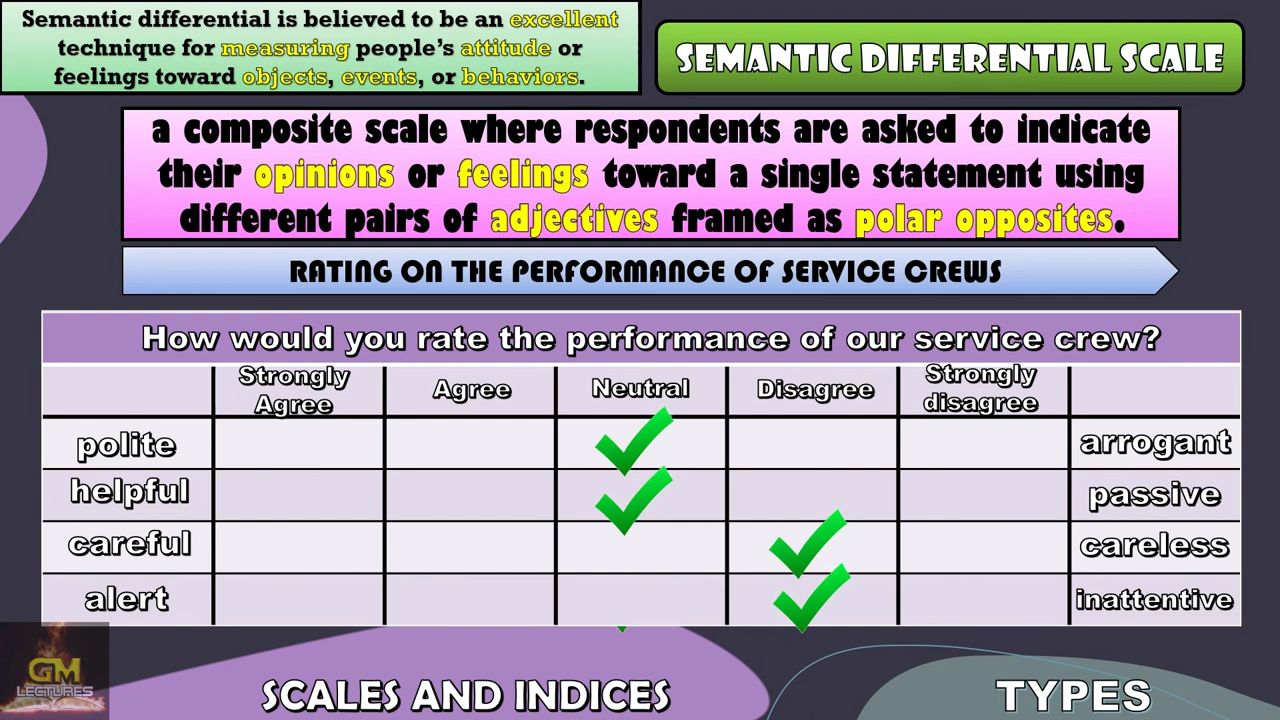 Semantic differential is believed to be an excellent
technique for measuring people's attitude or
feelings toward objects, events, or behaviors.
SEMANTIC DIFFERENTIAL SCALE
a composite scale where respondents are asked to indicate
their opinions or feelings toward a single statement using
different pairs of adjectives framed as polar opposites.
RATING ON THE PERFORMANCE OF SERVICE CREWS
How would you rate the performance of our service crew?
Strongly Agree Agree Neutral Disagree Strongly disagree
polite arrogant
helpful passive
careful careless
alert inattentive
GM
LECTURES
SCALES AND INDICES
TYPES